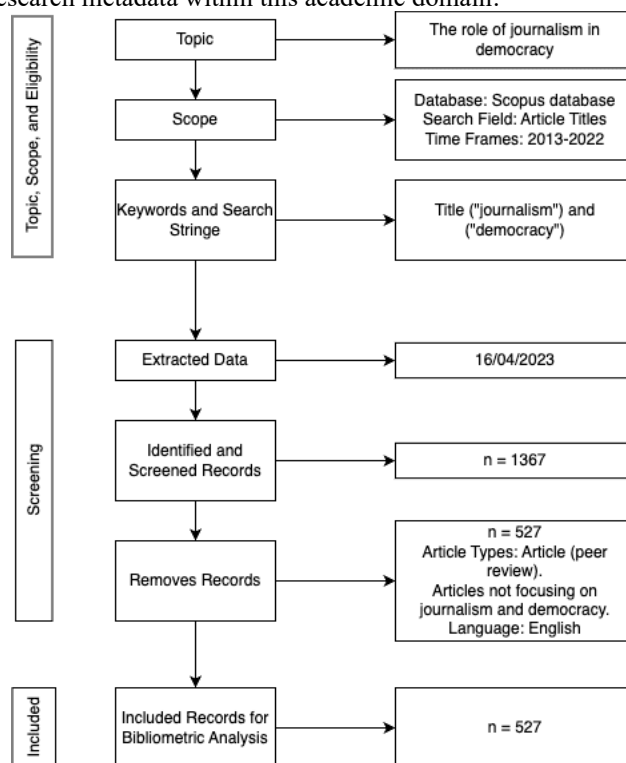 esearch metadata within this academic domain.
Topic, Scope, and Eligibility
Topic
The role of journalism in
democracy
Scope
Database: Scopus database
Search Field: Article Titles
Time Frames: 2013-2022
Keywords and Search
Stringe
Title ("journalism") and
("democracy")
Screening
Extracted Data
16/04/2023
Identified and
Screened Records
n = 1367
Removes Records
n = 527
Article Types: Article (peer
review).
Articles not focusing on
journalism and democracy.
Language: English
Included
Included Records for
Bibliometric Analysis
n = 527